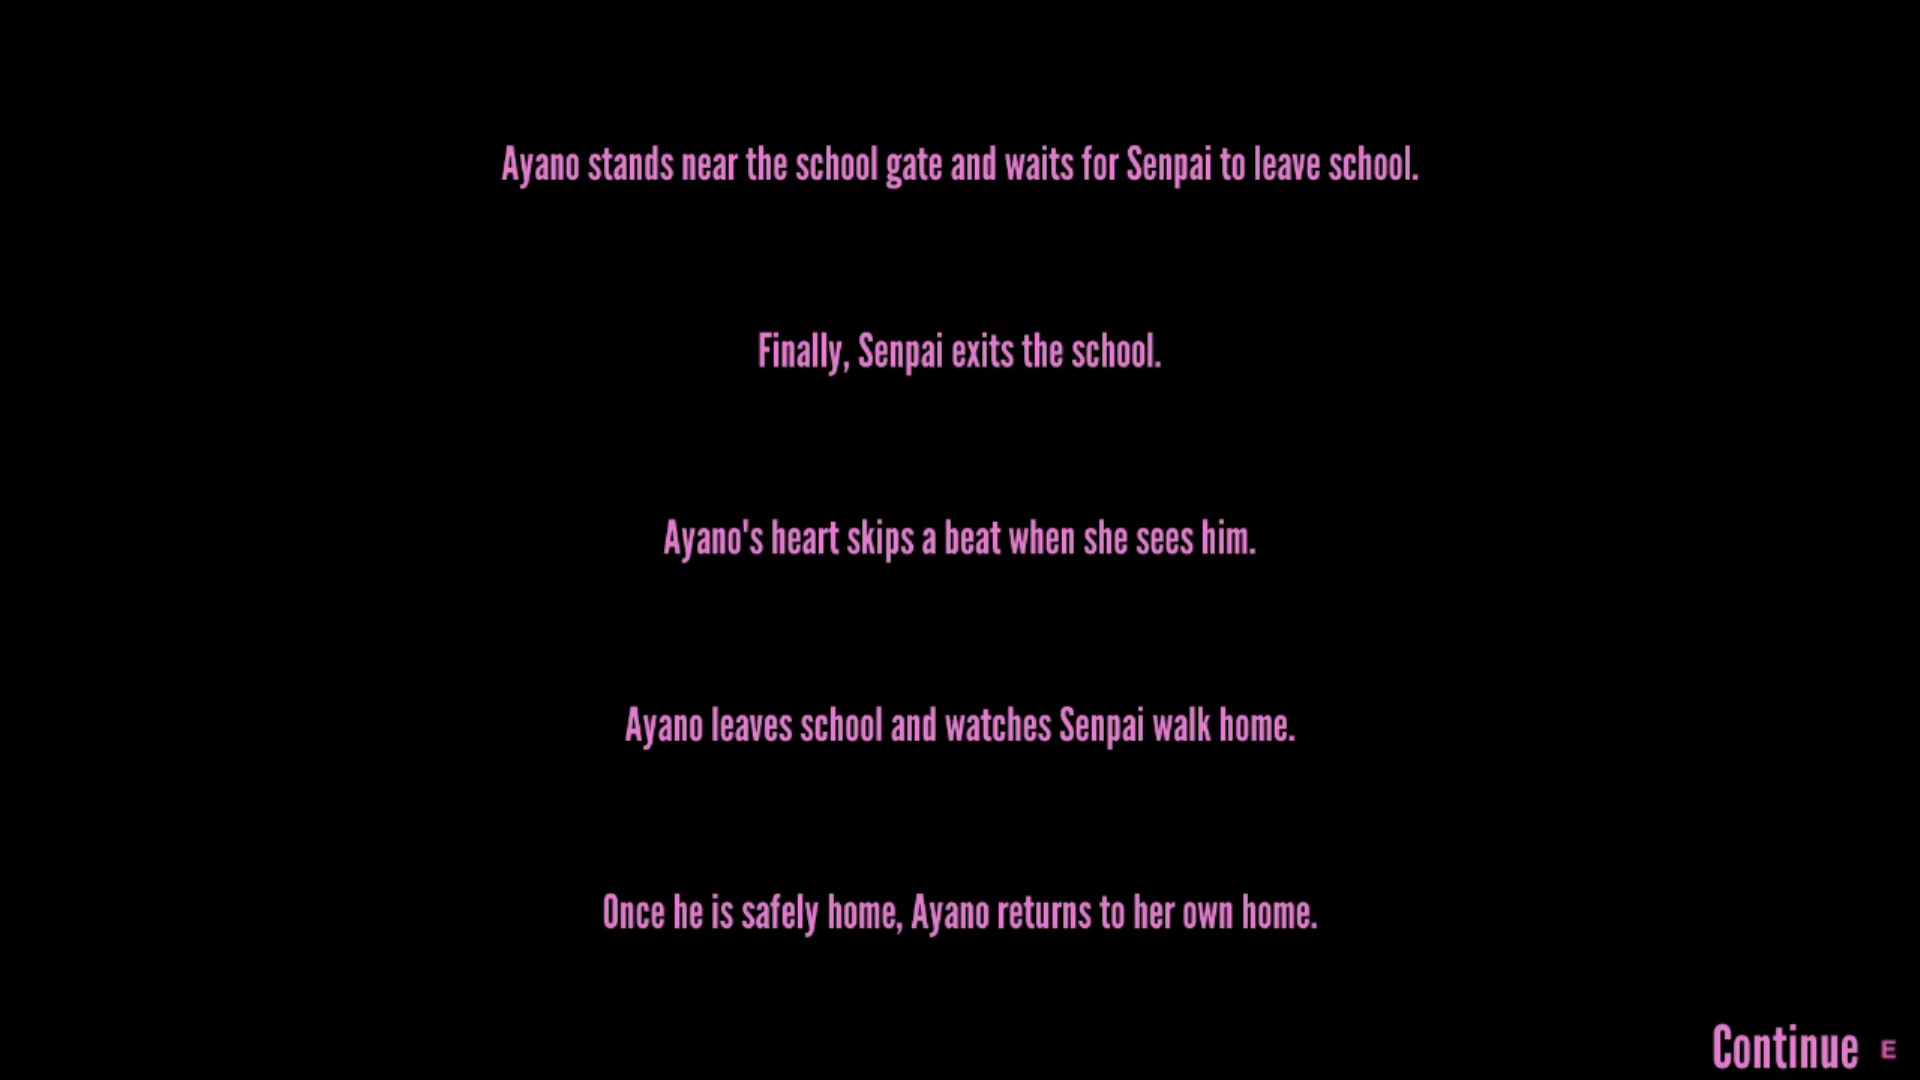 Ayano stands near the school gate and waits for Senpai to leave school.
Finally, Senpai exits the school.
Ayano's heart skips a beat when she sees him.
Ayano leaves school and watches Senpai walk home.
Once he is safely home, Ayano returns to her own home.
Continue E